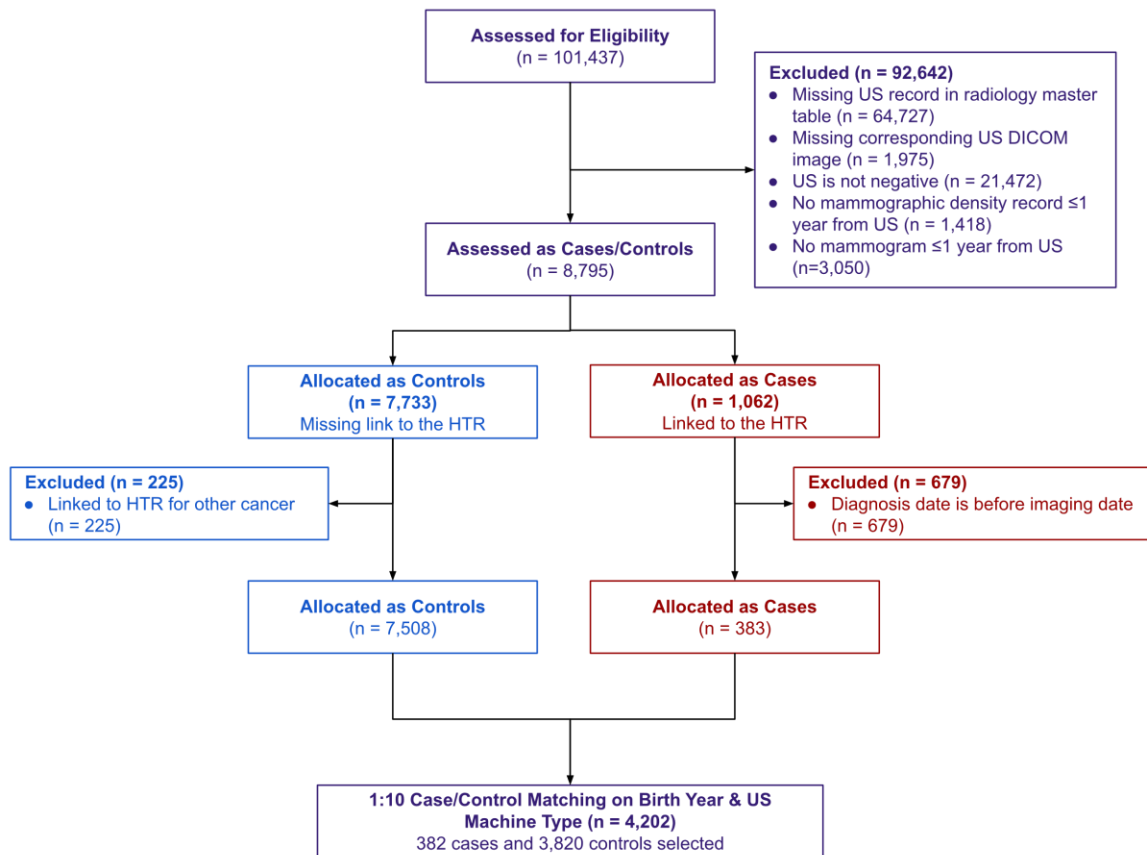 Assessed for Eligibility
(n = 101,437)
Excluded (n = 92,642)
● Missing US record in radiology master
table (n = 64,727)
● Missing corresponding US DICOM
image (n = 1,975)
● US is not negative (n = 21,472)
● No mammographic density record ≤1
year from US (n = 1,418)
● No mammogram ≤1 year from US
(n=3,050)
Assessed as Cases/Controls
(n = 8,795)
Allocated as Controls
(n = 7,733)
Missing link to the HTR
Allocated as Cases
(n = 1,062)
Linked to the HTR
Excluded (n = 225)
● Linked to HTR for other cancer
(n = 225)
Excluded (n = 679)
● Diagnosis date is before imaging date
(n = 679)
Allocated as Controls
(n = 7,508)
Allocated as Cases
(n = 383)
1:10 Case/Control Matching on Birth Year & US
Machine Type (n = 4,202)
382 cases and 3,820 controls selected